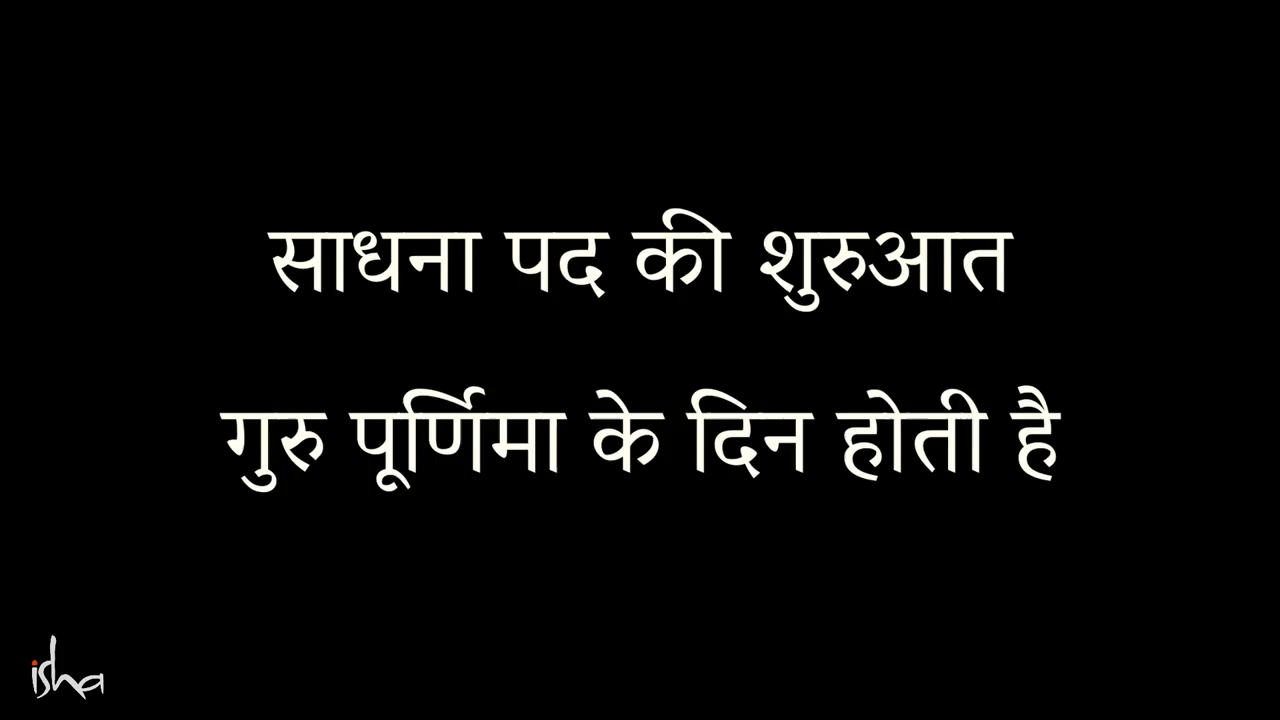 साधना पद की शुरुआत
गुरु पूर्णिमा के दिन होती है
isha